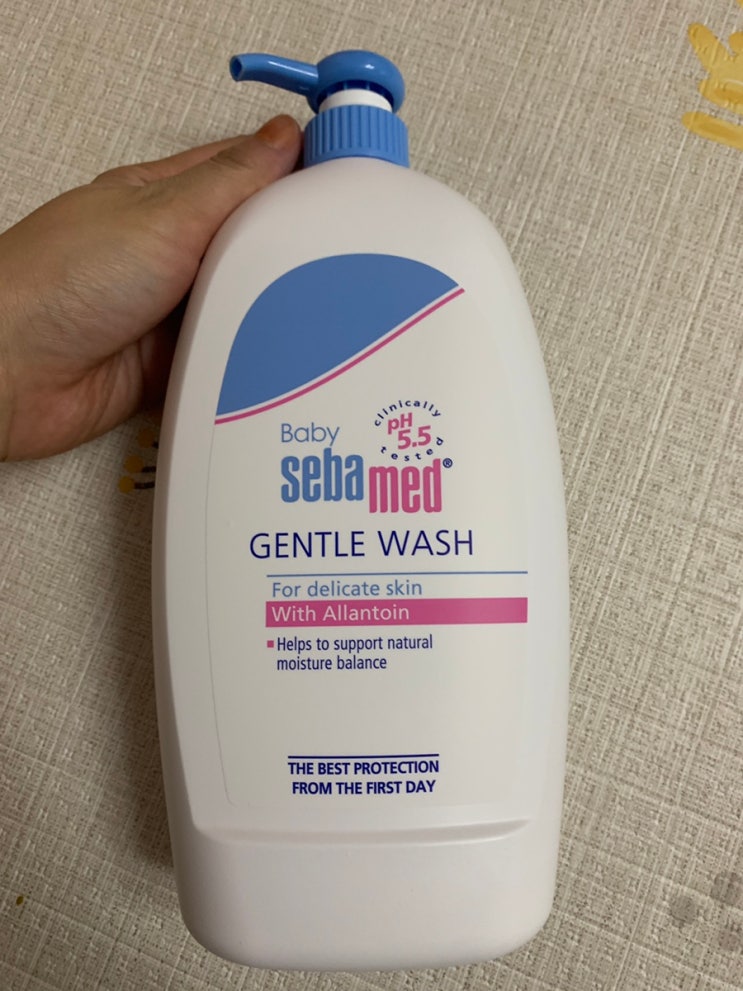 Baby
clinically
pH
5.5
tested
sebamed®
GENTLE WASH
For delicate skin
With Allantoin
Helps to support natural
moisture balance
THE BEST PROTECTION
FROM THE FIRST DAY